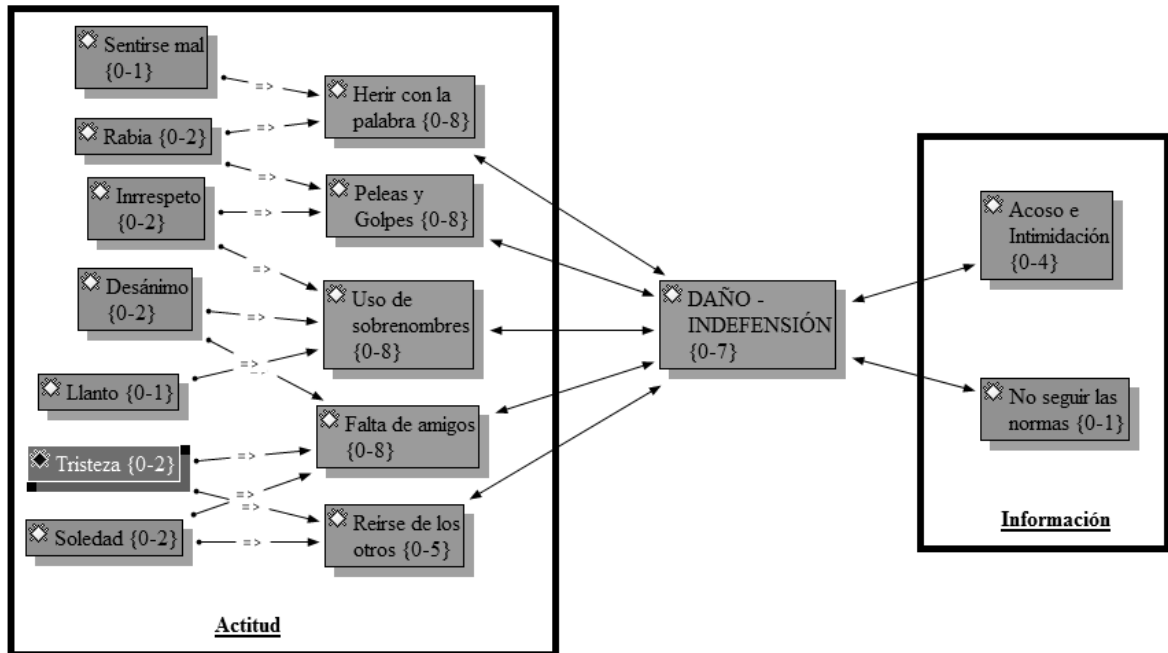 Sentirse mal
{0-1}
Rabia {0-2}
Inrrespeto
{0-2}
Desánimo
{0-2}
Llanto {0-1}
Tristeza {0-2}
Soledad {0-2}
=>
=>
=>
=>
=>
=>
=>
=>
=>
=>
=>
=>
Herir con la
palabra {0-8}
Peleas y
Golpes {0-8}
Uso de
sobrenombres
{0-8}
Falta de amigos
{0-8}
Reírse de los
otros {0-5}
Actitud
DAÑO -
INDEFENSIÓN
{0-7}
Acoso e
Intimidación
{0-4}
No seguir las
normas {0-1}
Información